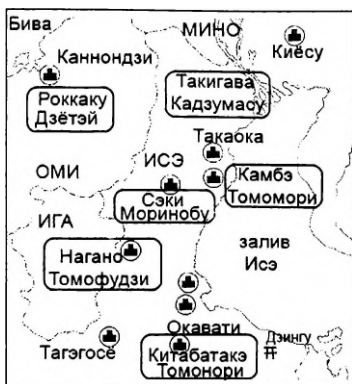 Бива
МИНО
Киёсу
Каннондзи
Роккаку
Дзётэй
Такигава
Кадзумасу
Такаока
ОМИ
ИСЭ
Сэки
Моринобу
Камбэ
Томомори
ИГА
Нагано
Томофудзи
залив
Исэ
Окавати
Дзингу
Тагэгосё
Китабатакэ
Томонори